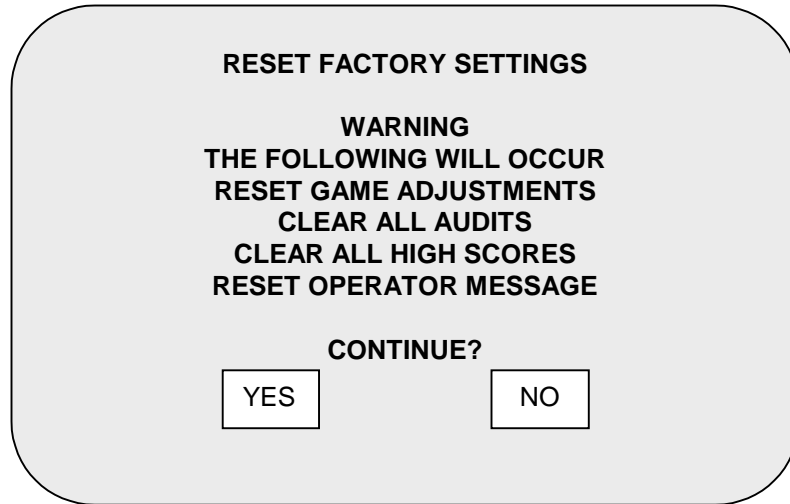 RESET FACTORY SETTINGS
WARNING
THE FOLLOWING WILL OCCUR
RESET GAME ADJUSTMENTS
CLEAR ALL AUDITS
CLEAR ALL HIGH SCORES
RESET OPERATOR MESSAGE
CONTINUE?
YES NO